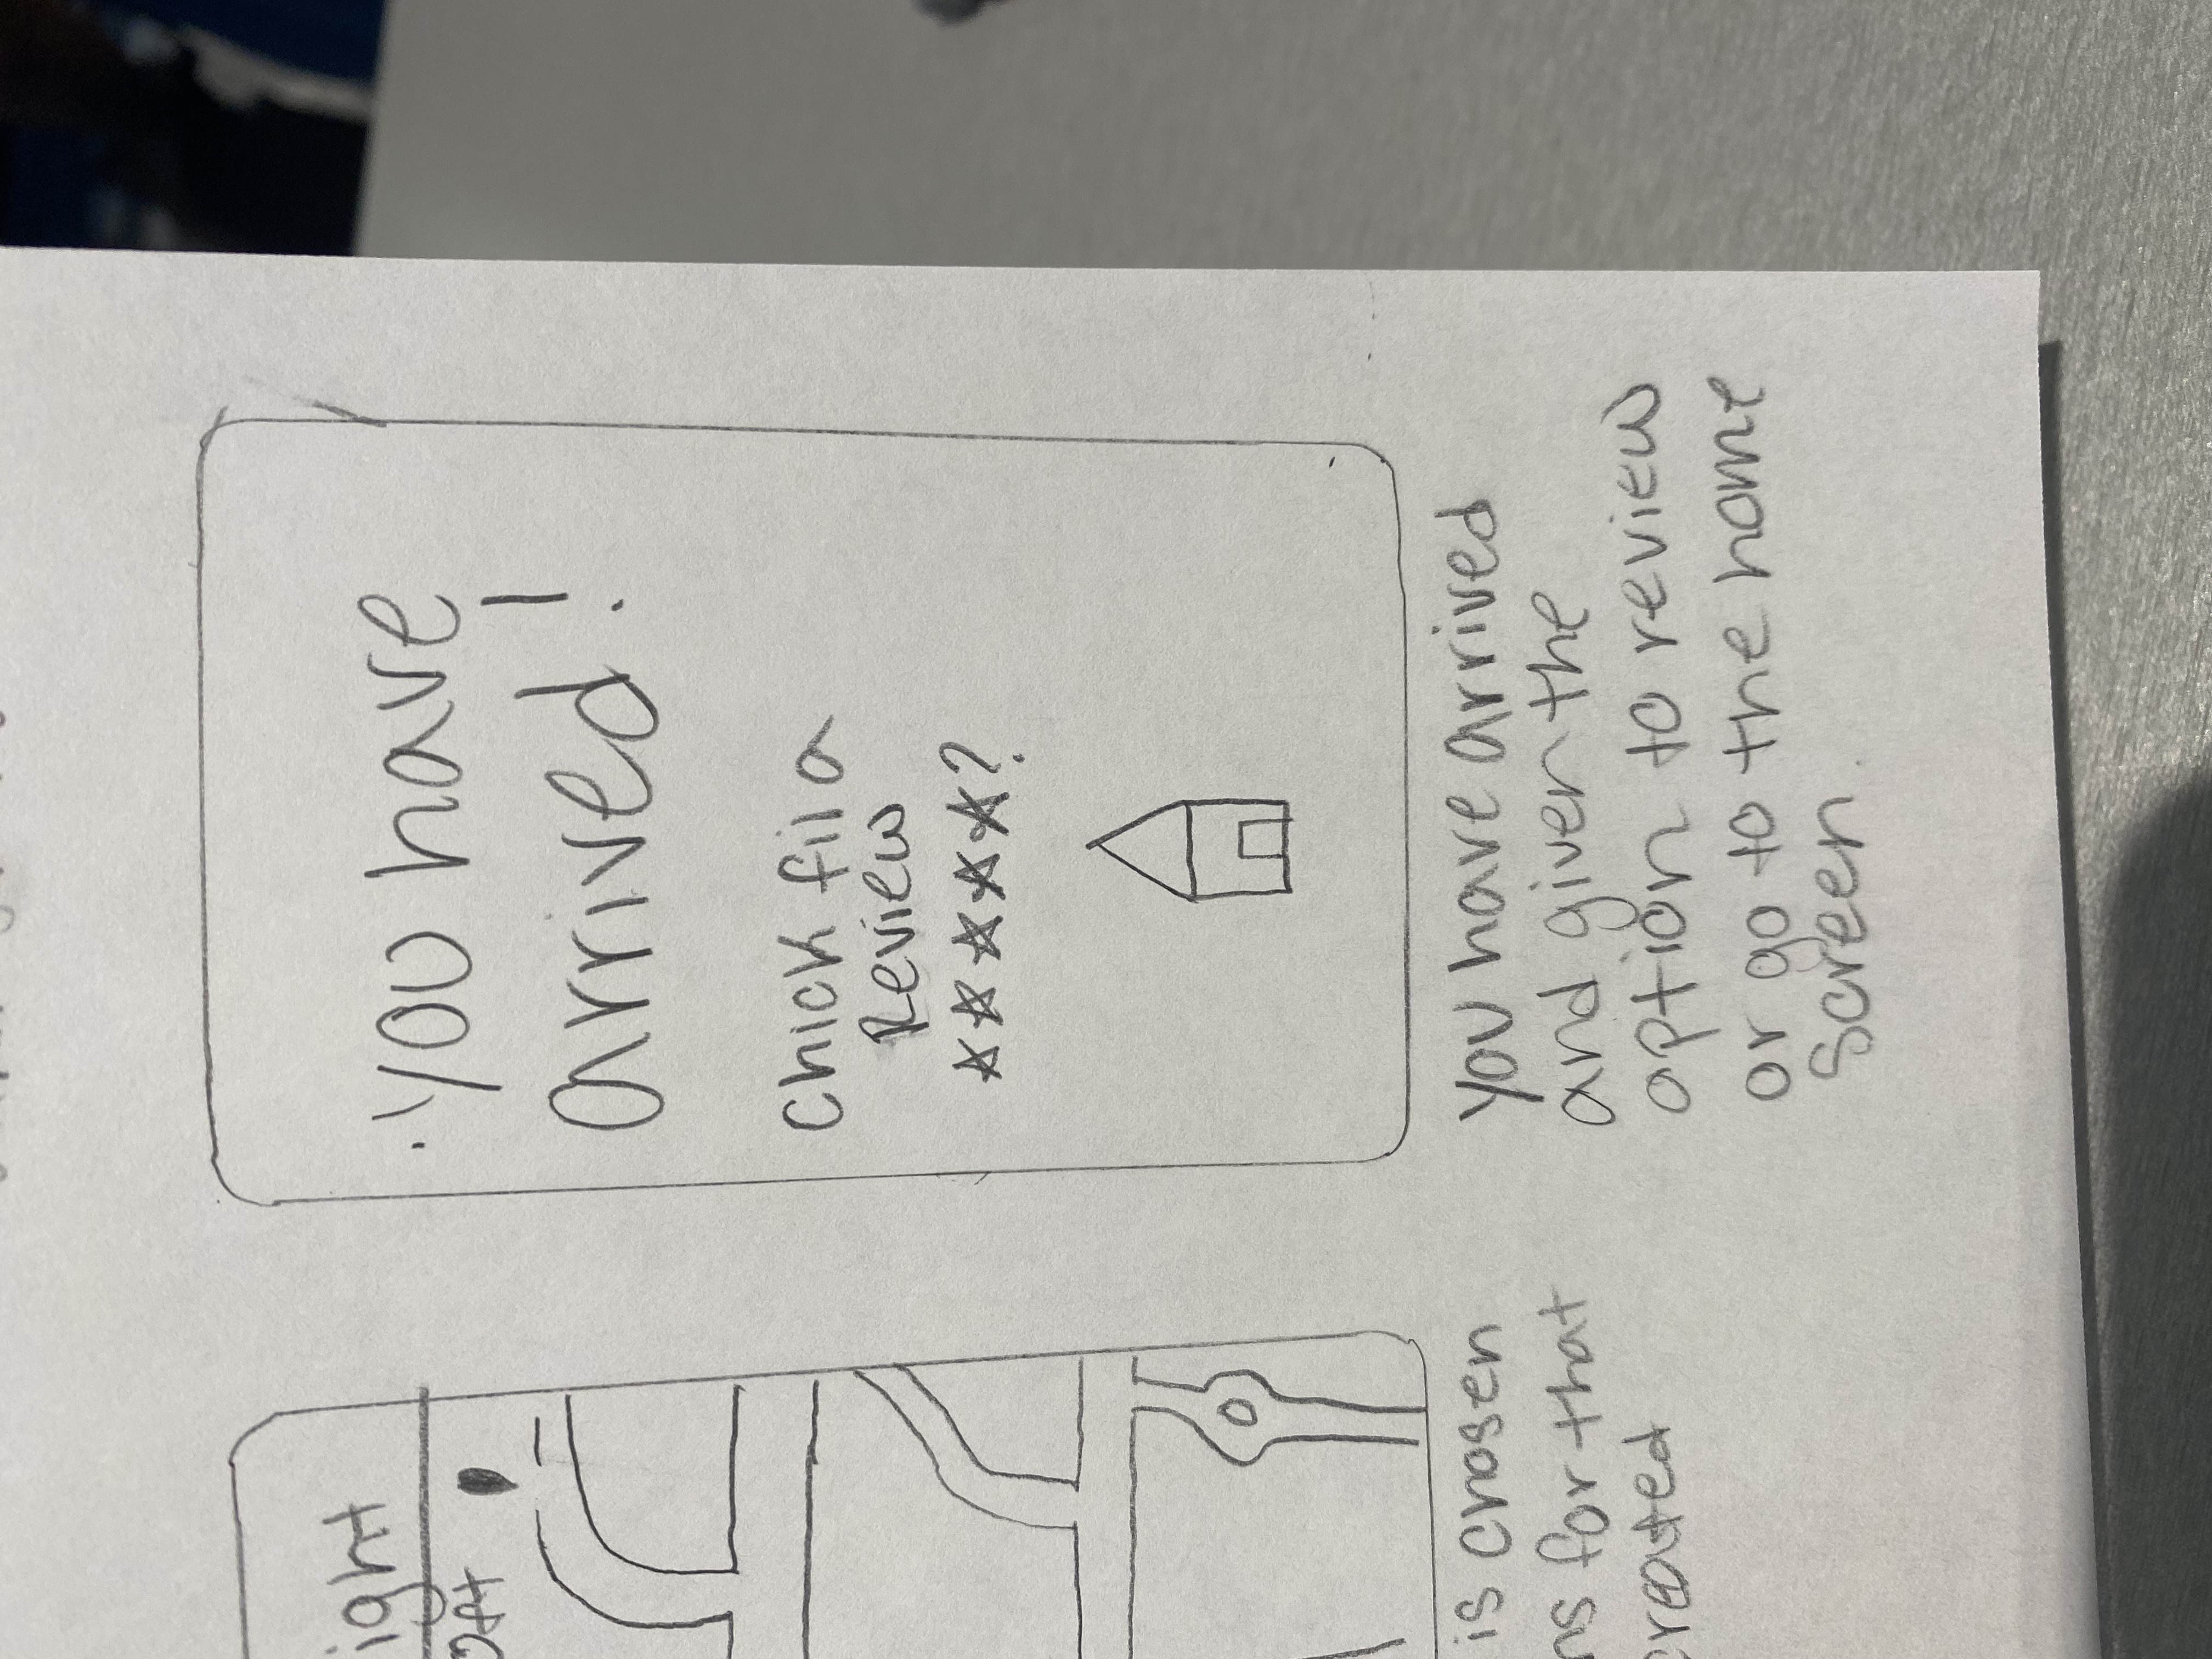 ight
0ft
is chosen
ns for that
created
you have
arrived!
Chick fil a
Review
?
you have arrived
and given the
option to review
or go to the home
Screen.